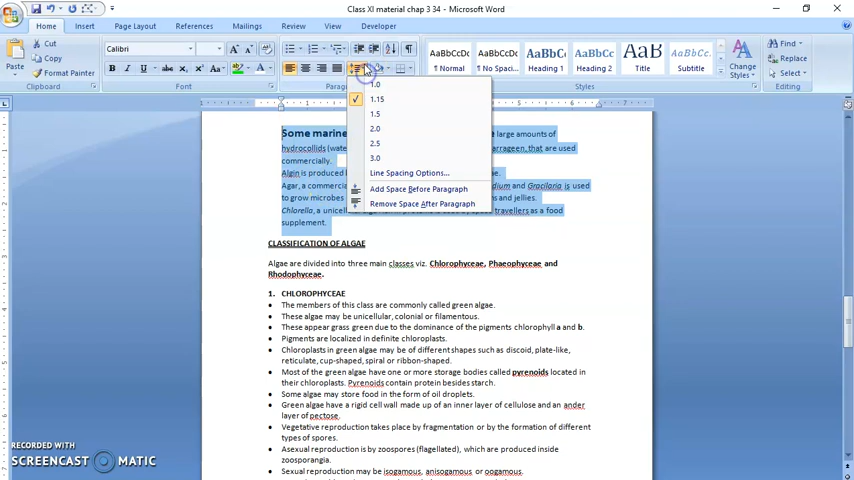 Class XI material chap 3 34 - Microsoft Word
Home Insert Page Layout References Mailings Review View Developer
Paste
Cut
Copy
Format Painter
Clipboard
Calibri
B I U
Font
Paragraph
AaBbCcDc AaBbCcDc AaBbCc AaBbCc AaB AaBbCcL
¶ Normal ¶ No Spaci... Heading 1 Heading 2 Title Subtitle
Change
Styles
Styles
Find
Replace
Select
Editing
1.0
1.15
1.5
2.0
2.5
3.0
Line Spacing Options...
Add Space Before Paragraph
Remove Space After Paragraph
Some marine large amounts of
hydrocollids (wate rrageen, that are used
commercially.
Algin is produced
Agar, a commercia and Gracilaria is used
to grow microbes and jellies.
Chlorella, a unicell travellers as a food
supplement.
CLASSIFICATION OF ALGAE
Algae are divided into three main classes viz. Chlorophyceae, Phaeophyceae and
Rhodophyceae.
1. CHLOROPHYCEAE
• The members of this class are commonly called green algae.
• These algae may be unicellular, colonial or filamentous.
• These appear grass green due to the dominance of the pigments chlorophyll a and b.
• Pigments are localized in definite chloroplasts.
• Chloroplasts in green algae may be of different shapes such as discoid, plate-like,
reticulate, cup-shaped, spiral or ribbon-shaped.
• Most of the green algae have one or more storage bodies called pyrenoids located in
their chloroplasts. Pyrenoids contain protein besides starch.
• Some algae may store food in the form of oil droplets.
• Green algae have a rigid cell wall made up of an inner layer of cellulose and an ander
layer of pectose.
• Vegetative reproduction takes place by fragmentation or by the formation of different
types of spores.
• Asexual reproduction is by zoospores (flagellated), which are produced inside
zoosporangia.
• Sexual reproduction may be isogamous, anisogamous or oogamous.
RECORDED WITH
SCREENCAST MATIC